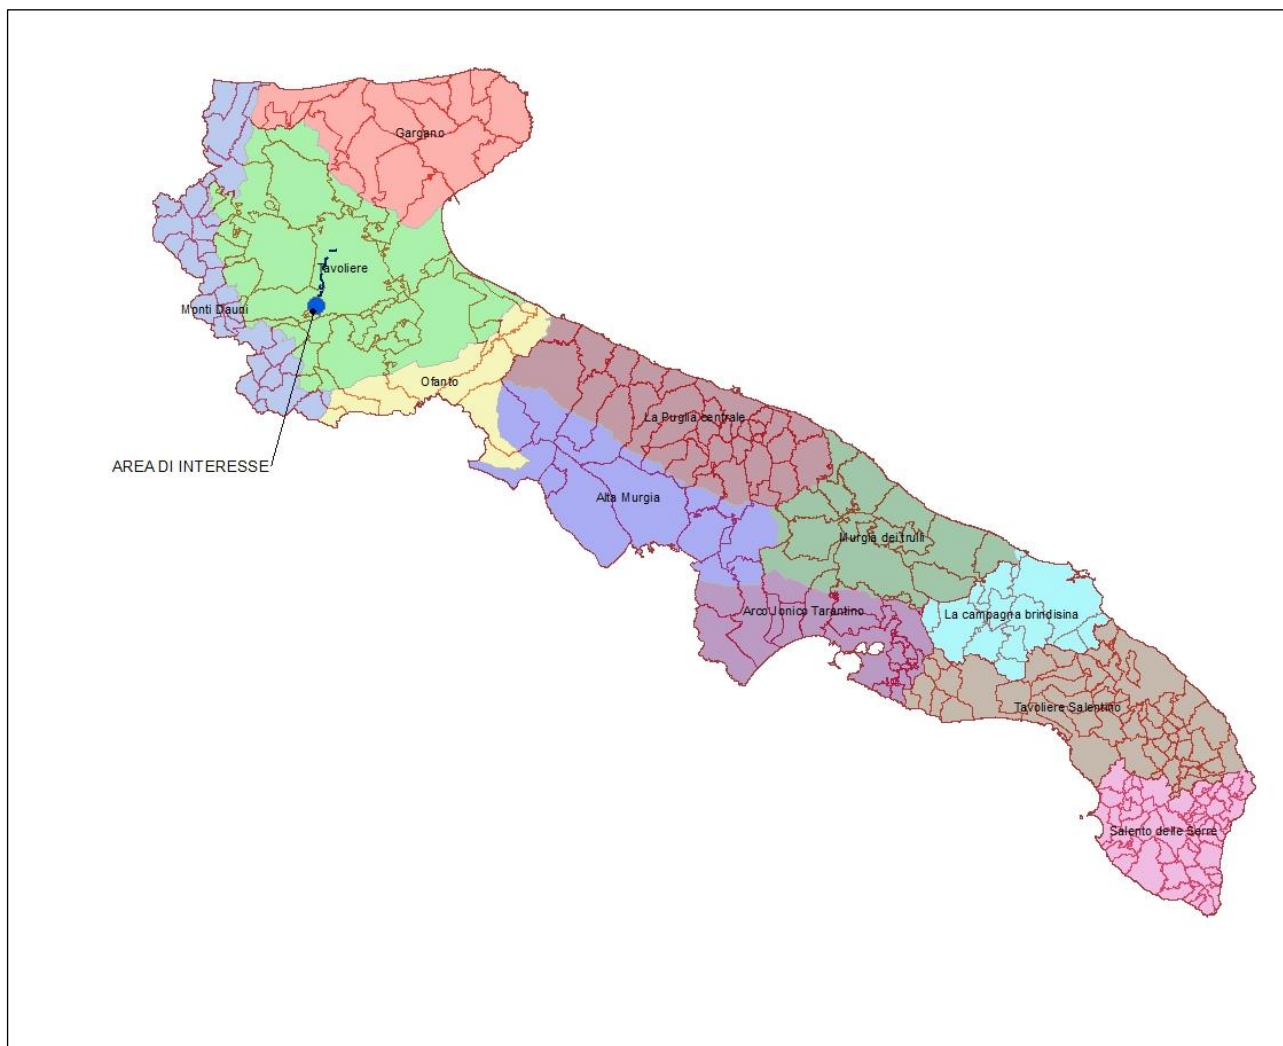 Gargano
Tavoliere
Monti Dauni
Ofanto
La Puglia centrale
AREA DI INTERESSE
Alta Murgia
Murgia dei trulli
Arco Jonico Tarantino
La campagna brindisina
Tavoliere Salentino
Salento delle Serre